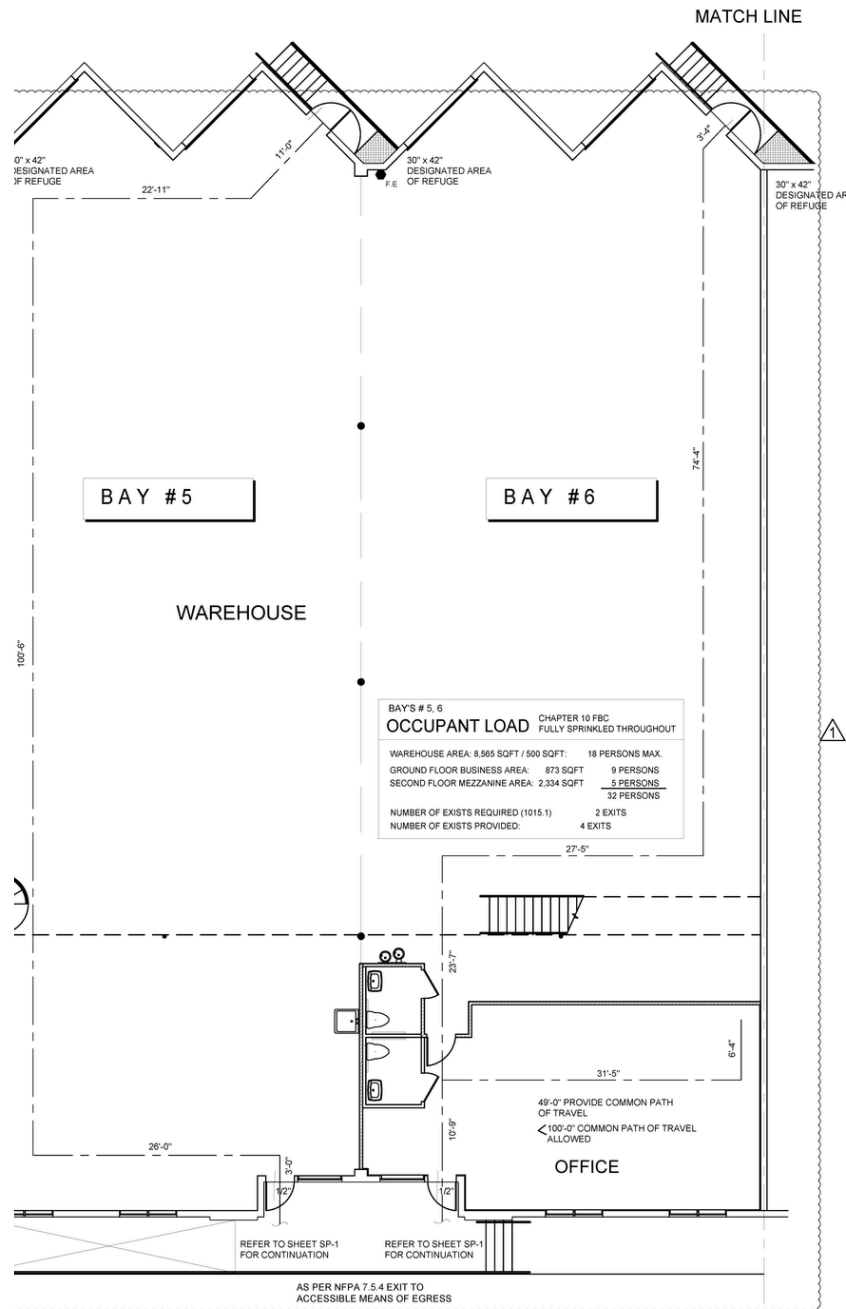 MATCH LINE
30" x 42"
DESIGNATED AREA
OF REFUGE
22'-11"
11'-0"
F.E
30" x 42"
DESIGNATED AREA
OF REFUGE
3'-4"
30" x 42"
DESIGNATED AR
OF REFUGE
74'-4"
BAY #5
BAY #6
WAREHOUSE
100'-6"
BAY'S # 5, 6
OCCUPANT LOAD CHAPTER 10 FBC
FULLY SPRINKLED THROUGHOUT
WAREHOUSE AREA: 8,565 SQFT / 500 SQFT: 18 PERSONS MAX.
GROUND FLOOR BUSINESS AREA: 873 SQFT 9 PERSONS
SECOND FLOOR MEZZANINE AREA: 2,334 SQFT 5 PERSONS
32 PERSONS
NUMBER OF EXISTS REQUIRED (1015.1) 2 EXITS
NUMBER OF EXISTS PROVIDED: 4 EXITS
1
27'-5"
23'-7"
6'-4"
31'-5"
49'-0" PROVIDE COMMON PATH
OF TRAVEL
<100'-0" COMMON PATH OF TRAVEL
ALLOWED
10'-9"
OFFICE
26'-0"
3'-0"
1/2"
1/2"
REFER TO SHEET SP-1
FOR CONTINUATION
REFER TO SHEET SP-1
FOR CONTINUATION
AS PER NFPA 7.5.4 EXIT TO
ACCESSIBLE MEANS OF EGRESS